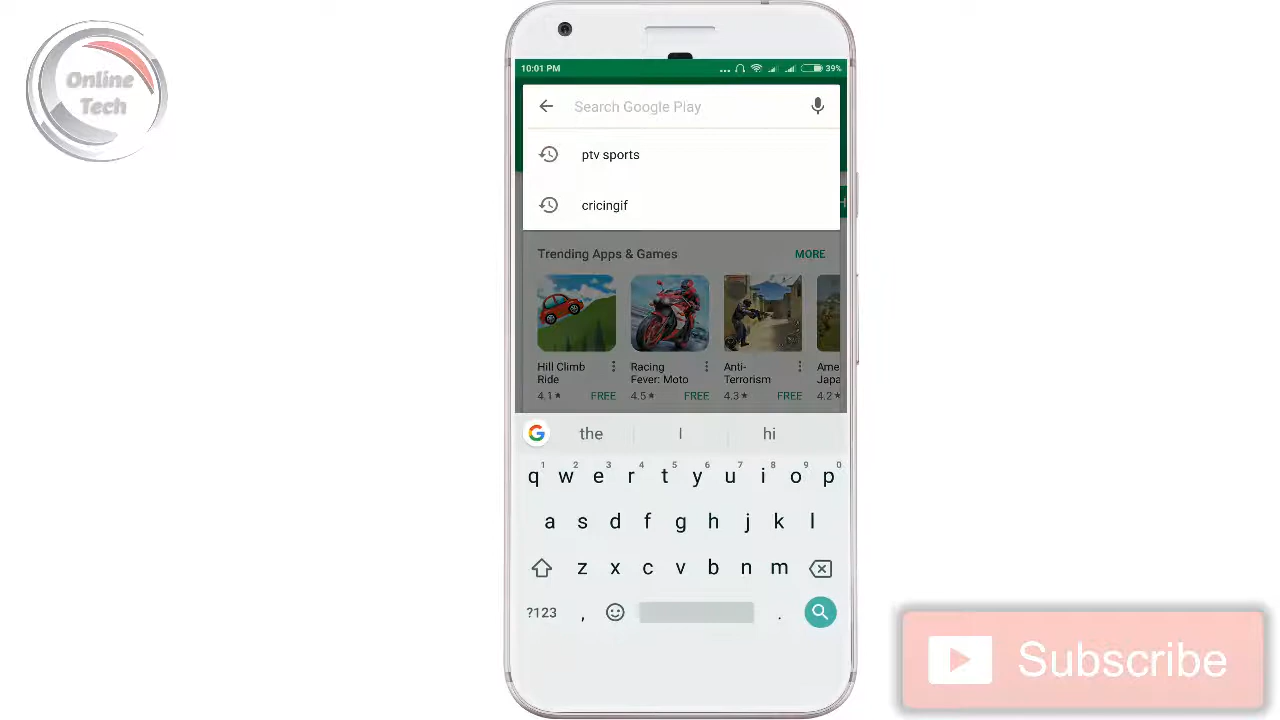 Online
Tech
10:01 PM
39%
Search Google Play
ptv sports
cricingif
Trending Apps & Games
MORE
Hill Climb
Ride
4.1 FREE
Racing
Fever: Moto
4.5 FREE
Anti-
Terrorism
4.3 FREE
Ame
Japa
4.2
G
the
I
hi
q w e r t y u i o p
1 2 3 4 5 6 7 8 9 0
a s d f g h j k l
z x c v b n m
?123 , .
Subscribe